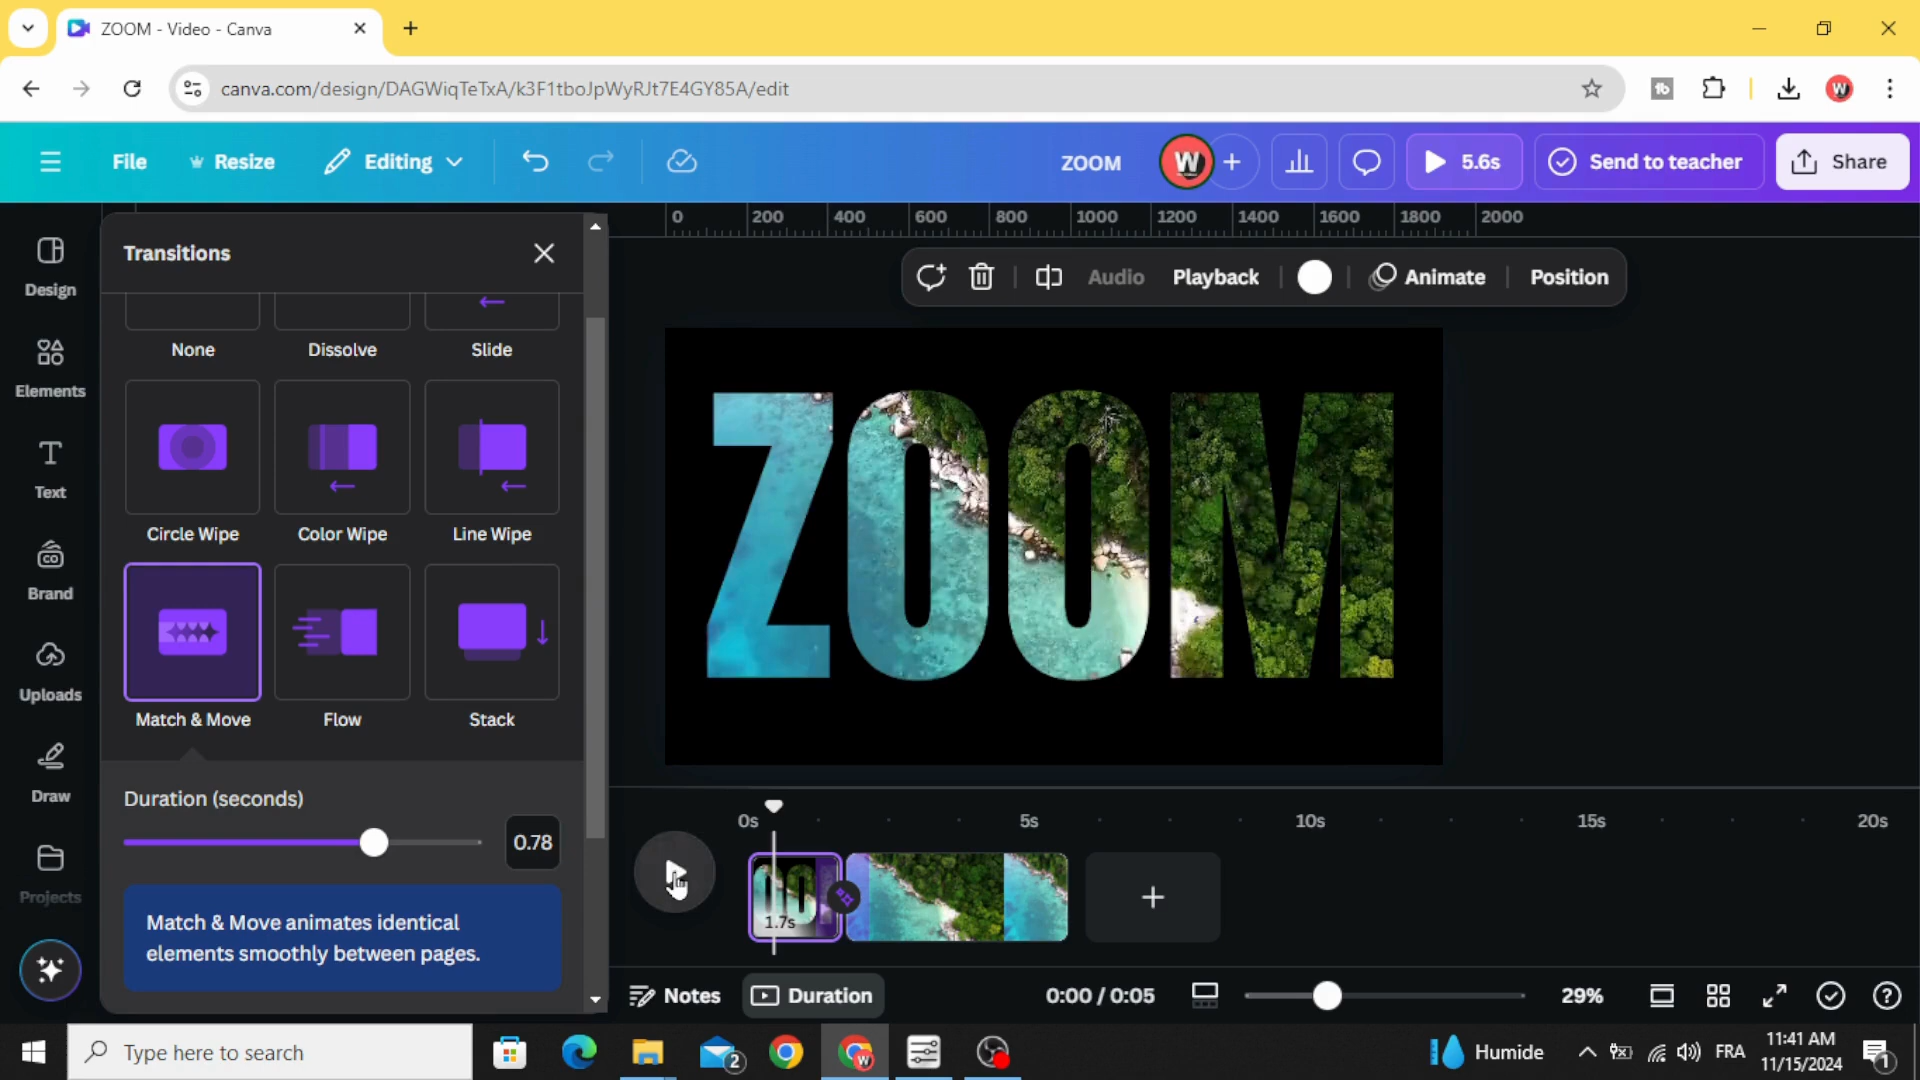 ZOOM - Video - Canva
canva.com/design/DAGWiqTeTxA/k3F1tboJpWyRJt7E4GY85A/edit
File
Resize
Editing
ZOOM
W
5.6s
Send to teacher
Share
0 200 400 600 800 1000 1200 1400 1600 1800 2000
Design
Elements
Text
Brand
Uploads
Draw
Projects
Transitions
None
Dissolve
Slide
Circle Wipe
Color Wipe
Line Wipe
Match & Move
Flow
Stack
Duration (seconds)
0.78
Match & Move animates identical
elements smoothly between pages.
Audio
Playback
Animate
Position
ZOOM
0s 5s 10s 15s 20s
1.7s
Notes
Duration
0:00 / 0:05
29%
Type here to search
2
Humide
FRA
11:41 AM
11/15/2024
1